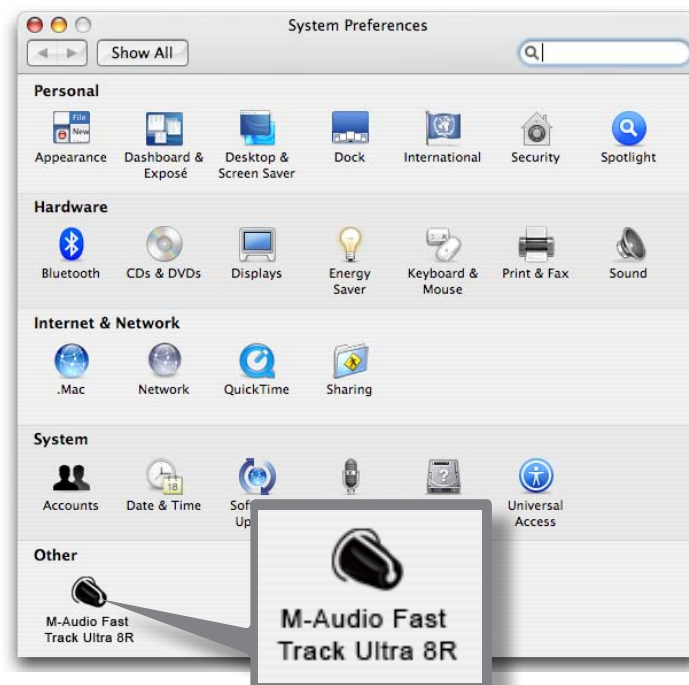 System Preferences
Show All
Personal
File
New
Appearance
Dashboard &
Exposé
Desktop &
Screen Saver
Dock
International
Security
Spotlight
Hardware
Bluetooth
CDs & DVDs
Displays
Energy
Saver
Keyboard &
Mouse
Print & Fax
Sound
Internet & Network
.Mac
Network
QuickTime
Sharing
System
18
?
Accounts
Date & Time
Universal
Access
Other
M-Audio Fast
Track Ultra 8R
M-Audio Fast
Track Ultra 8R